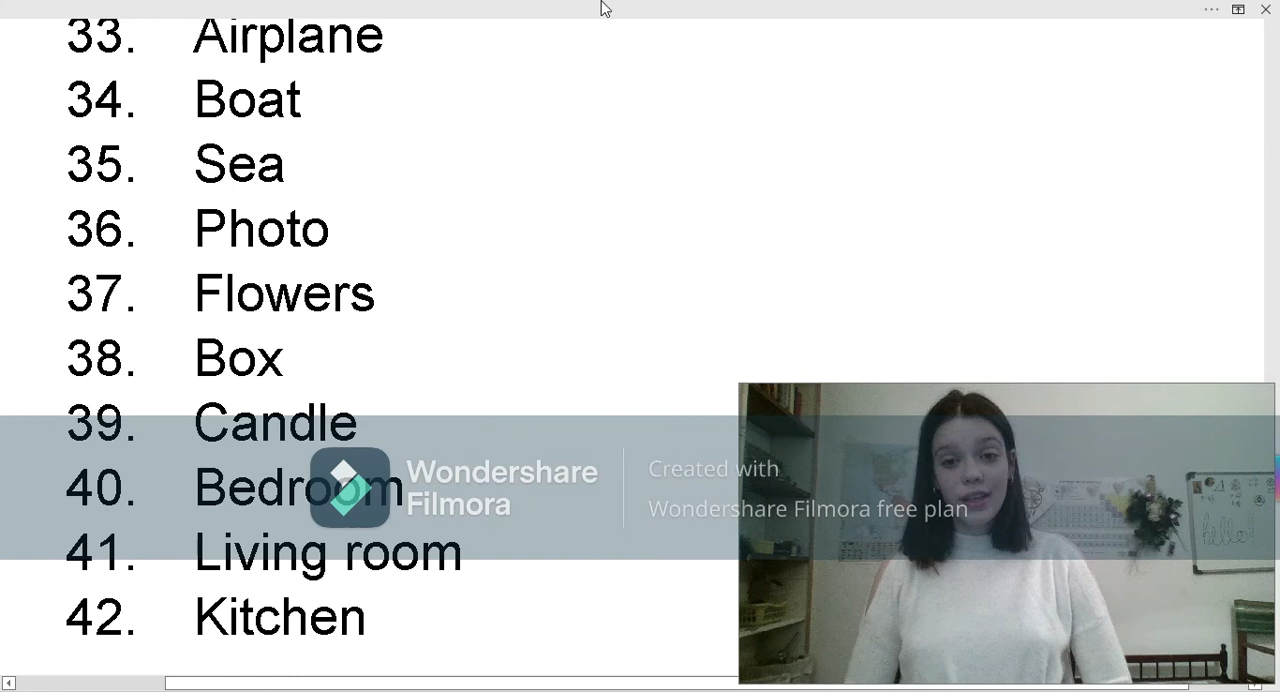 33. Airplane
34. Boat
35. Sea
36. Photo
37. Flowers
38. Box
39. Candle
40. Bedroom
41. Living room
42. Kitchen
Wondershare
Filmora
Created with
Wondershare Filmora free plan
hello!